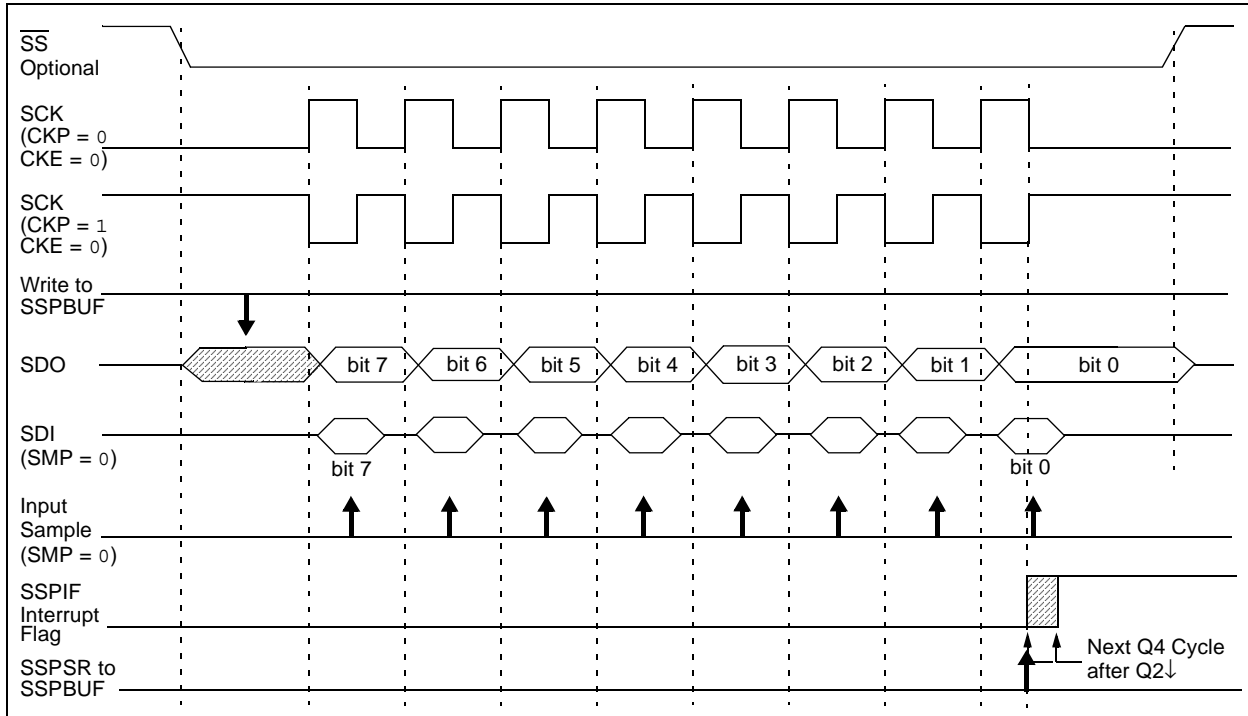 SS
Optional
SCK
(CKP = 0
CKE = 0)
SCK
(CKP = 1
CKE = 0)
Write to
SSPBUF
SDO
bit 7
bit 6
bit 5
bit 4
bit 3
bit 2
bit 1
bit 0
SDI
(SMP = 0)
bit 7
bit 0
Input
Sample
(SMP = 0)
SSPIF
Interrupt
Flag
Next Q4 Cycle
after Q2↓
SSPSR to
SSPBUF